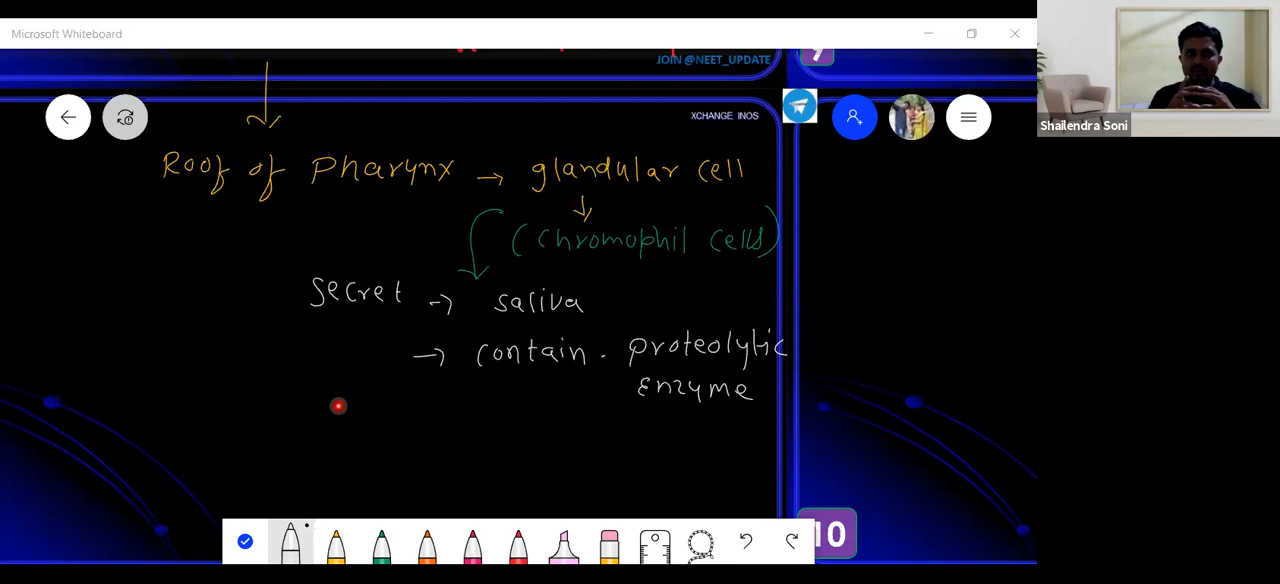 Microsoft Whiteboard
JOIN @NEET_UPDATE
XCHANGE INOS
Shailendra Soni
Roof of Pharynx → glandular cell
(Chromophil cells)
Secret → saliva
→ contain. proteolytic
Enzyme
10